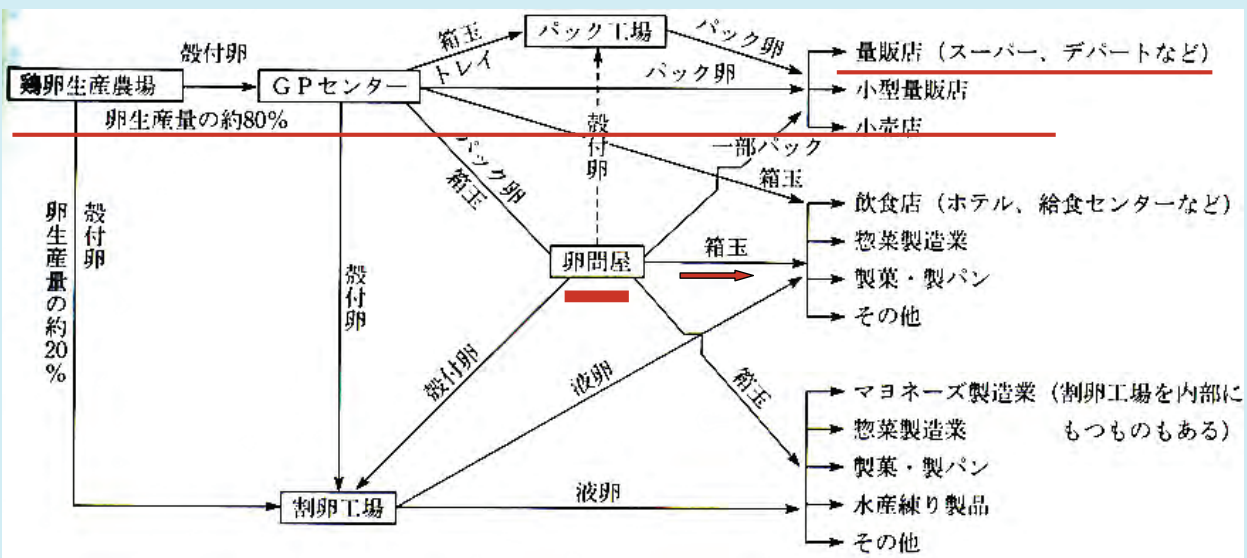 パック工場
箱玉
トレイ
パック卵
量販店（スーパー、デパートなど）
殻付卵
鶏卵生産農場
GPセンター
パック卵
小型量販店
卵生産量の約80%
小売店
殻付卵
一部パック
箱玉
パック卵
箱玉
殻付卵
卵生産量の約20%
飲食店（ホテル、給食センターなど）
箱玉
惣菜製造業
卵問屋
製菓・製パン
殻付卵
その他
殻付卵
液卵
箱玉
マヨネーズ製造業（割卵工場を内部に
もつものもある）
惣菜製造業
製菓・製パン
液卵
割卵工場
水産練り製品
その他